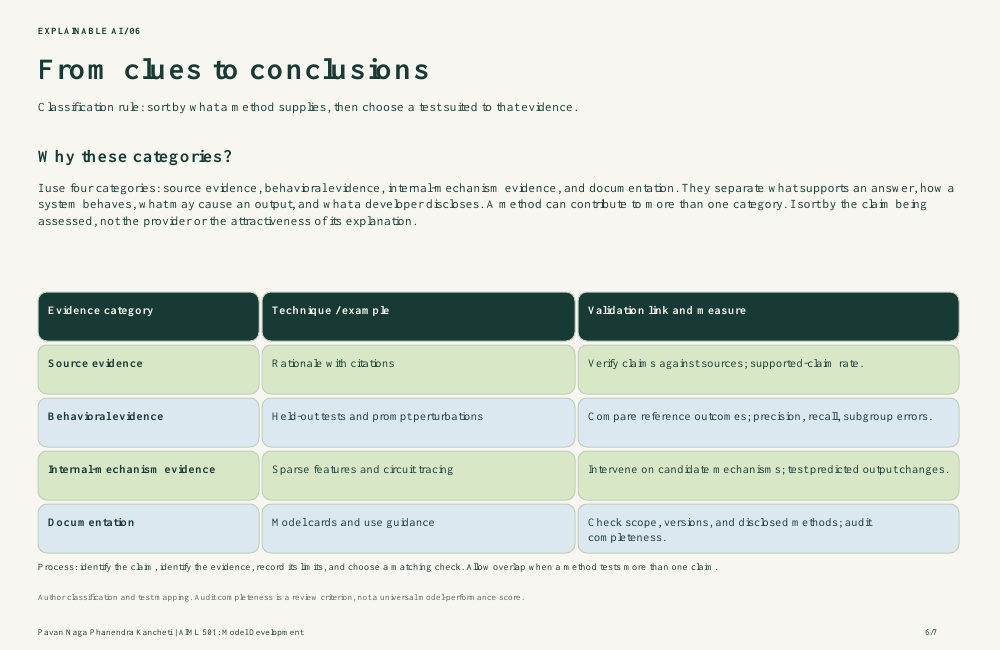 EXPLAINABLE AI/06
From clues to conclusions
Classification rule: sort by what a method supplies, then choose a test suited to that evidence.
Why these categories?
I use four categories: source evidence, behavioral evidence, internal-mechanism evidence, and documentation. They separate what supports an answer, how a
system behaves, what may cause an output, and what a developer discloses. A method can contribute to more than one category. I sort by the claim being
assessed, not the provider or the attractiveness of its explanation.
Evidence category
Technique / example
Validation link and measure
Source evidence
Rationale with citations
Verify claims against sources; supported-claim rate.
Behavioral evidence
Held-out tests and prompt perturbations
Compare reference outcomes; precision, recall, subgroup errors.
Internal-mechanism evidence
Sparse features and circuit tracing
Intervene on candidate mechanisms; test predicted output changes.
Documentation
Model cards and use guidance
Check scope, versions, and disclosed methods; audit
completeness.
Process: identify the claim, identify the evidence, record its limits, and choose a matching check. Allow overlap when a method tests more than one claim.
Author classification and test mapping. Audit completeness is a review criterion, not a universal model-performance score.
Pavan Naga Phanendra Kancheti | AIML 501: Model Development
6/7